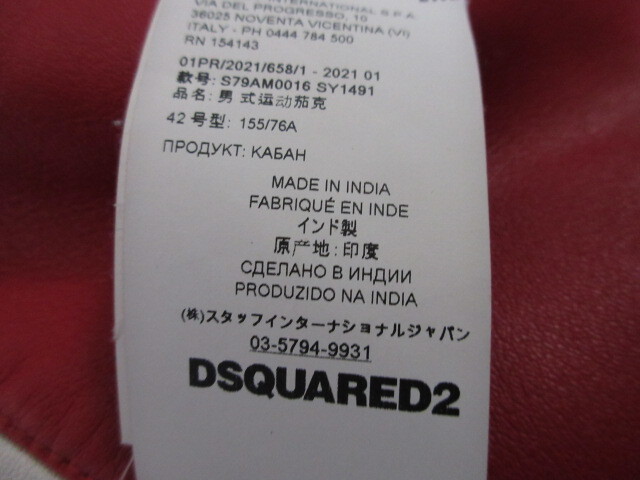 INTERNATIONAL S.P.A.
VIA DEL PROGRESSO, 10
36025 NOVENTA VICENTINA (VI)
ITALY - PH 0444 784 500
RN 154143
01PR/2021/658/1 - 2021 01
款号: S79AM0016 SY1491
品名: 男 式运动茄克
42 号型: 155/76A
ПРОДУКТ: КАБАН
MADE IN INDIA
FABRIQUÉ EN INDE
インド製
原产地: 印度
СДЕЛАНО В ИНДИИ
PRODUZIDO NA INDIA
(株)スタッフインターナショナルジャパン
03-5794-9931
DSQUARED2